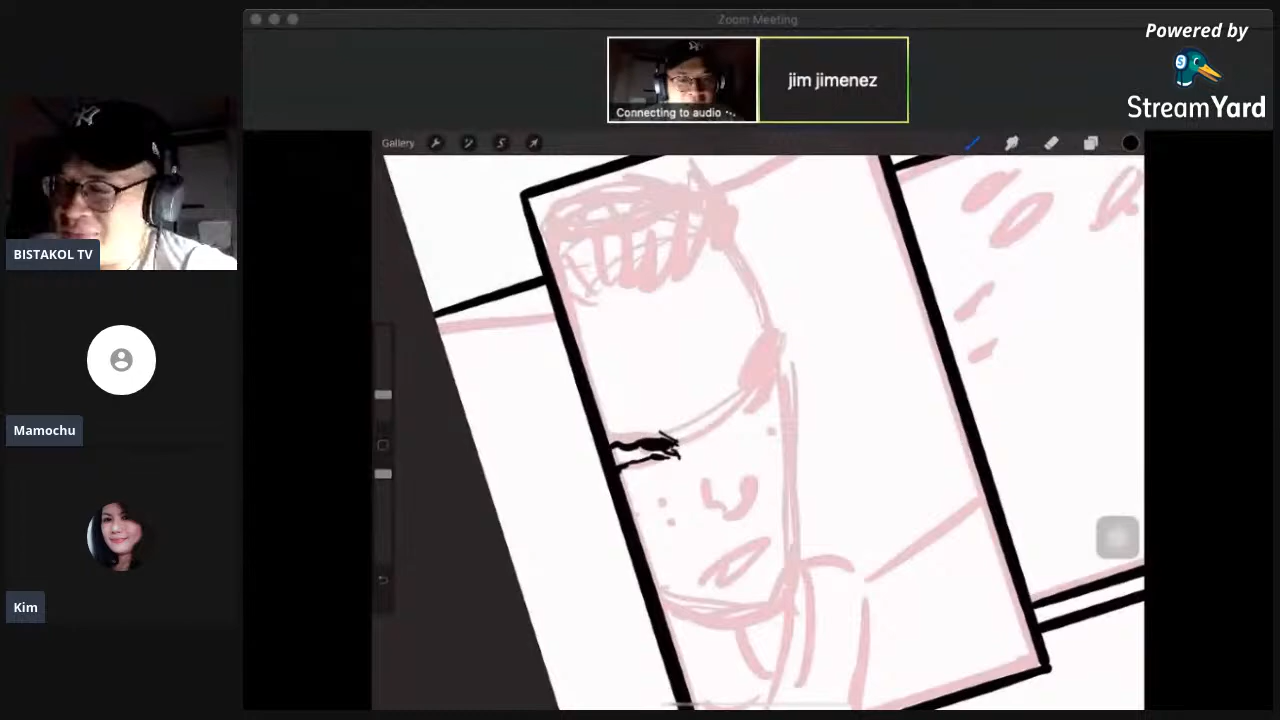 Zoom Meeting
Powered by
StreamYard
jim jimenez
Connecting to audio ...
Gallery
BISTAKOL TV
Mamochu
Kim